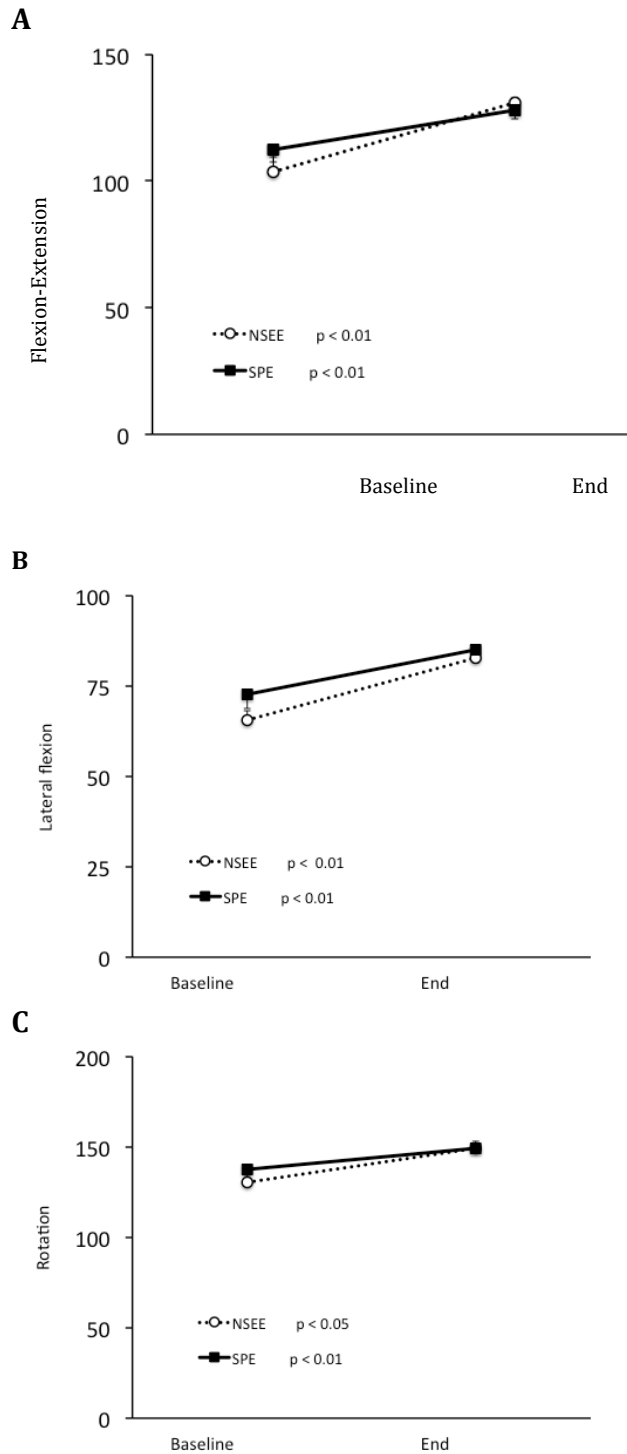 A
150
100
50
0
Flexion-Extension
NSEE p < 0.01
SPE p < 0.01
Baseline End
B
100
75
50
25
0
Lateral flexion
NSEE p < 0.01
SPE p < 0.01
Baseline End
C
200
150
100
50
0
Rotation
NSEE p < 0.05
SPE p < 0.01
Baseline End